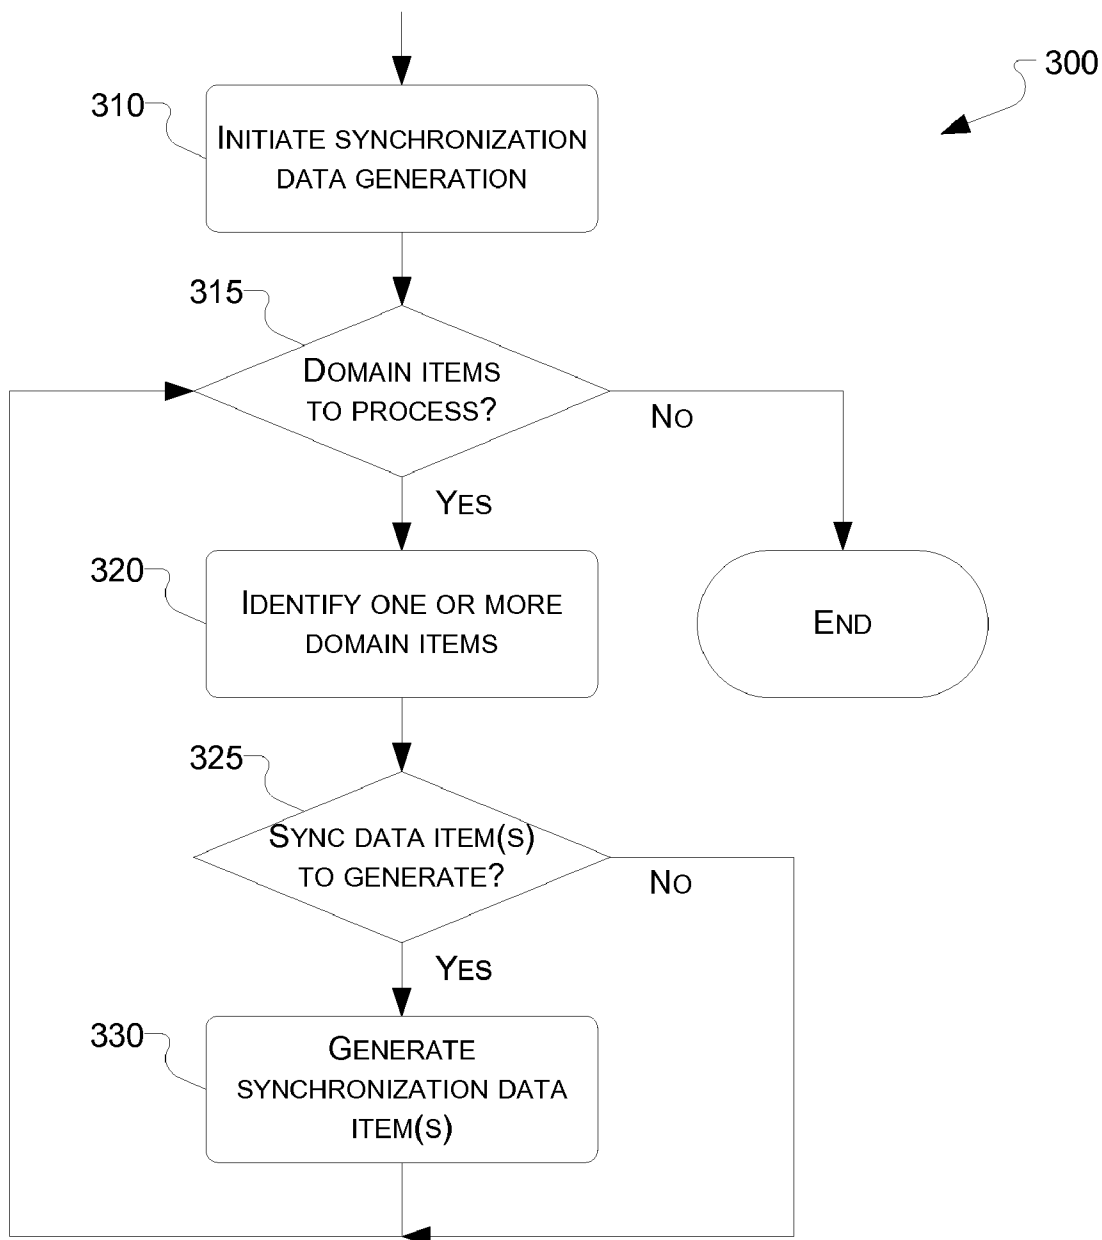 300
310
INITIATE SYNCHRONIZATION
DATA GENERATION
315
DOMAIN ITEMS
TO PROCESS?
NO
YES
320
IDENTIFY ONE OR MORE
DOMAIN ITEMS
END
325
SYNC DATA ITEM(S)
TO GENERATE?
NO
YES
330
GENERATE
SYNCHRONIZATION DATA
ITEM(S)